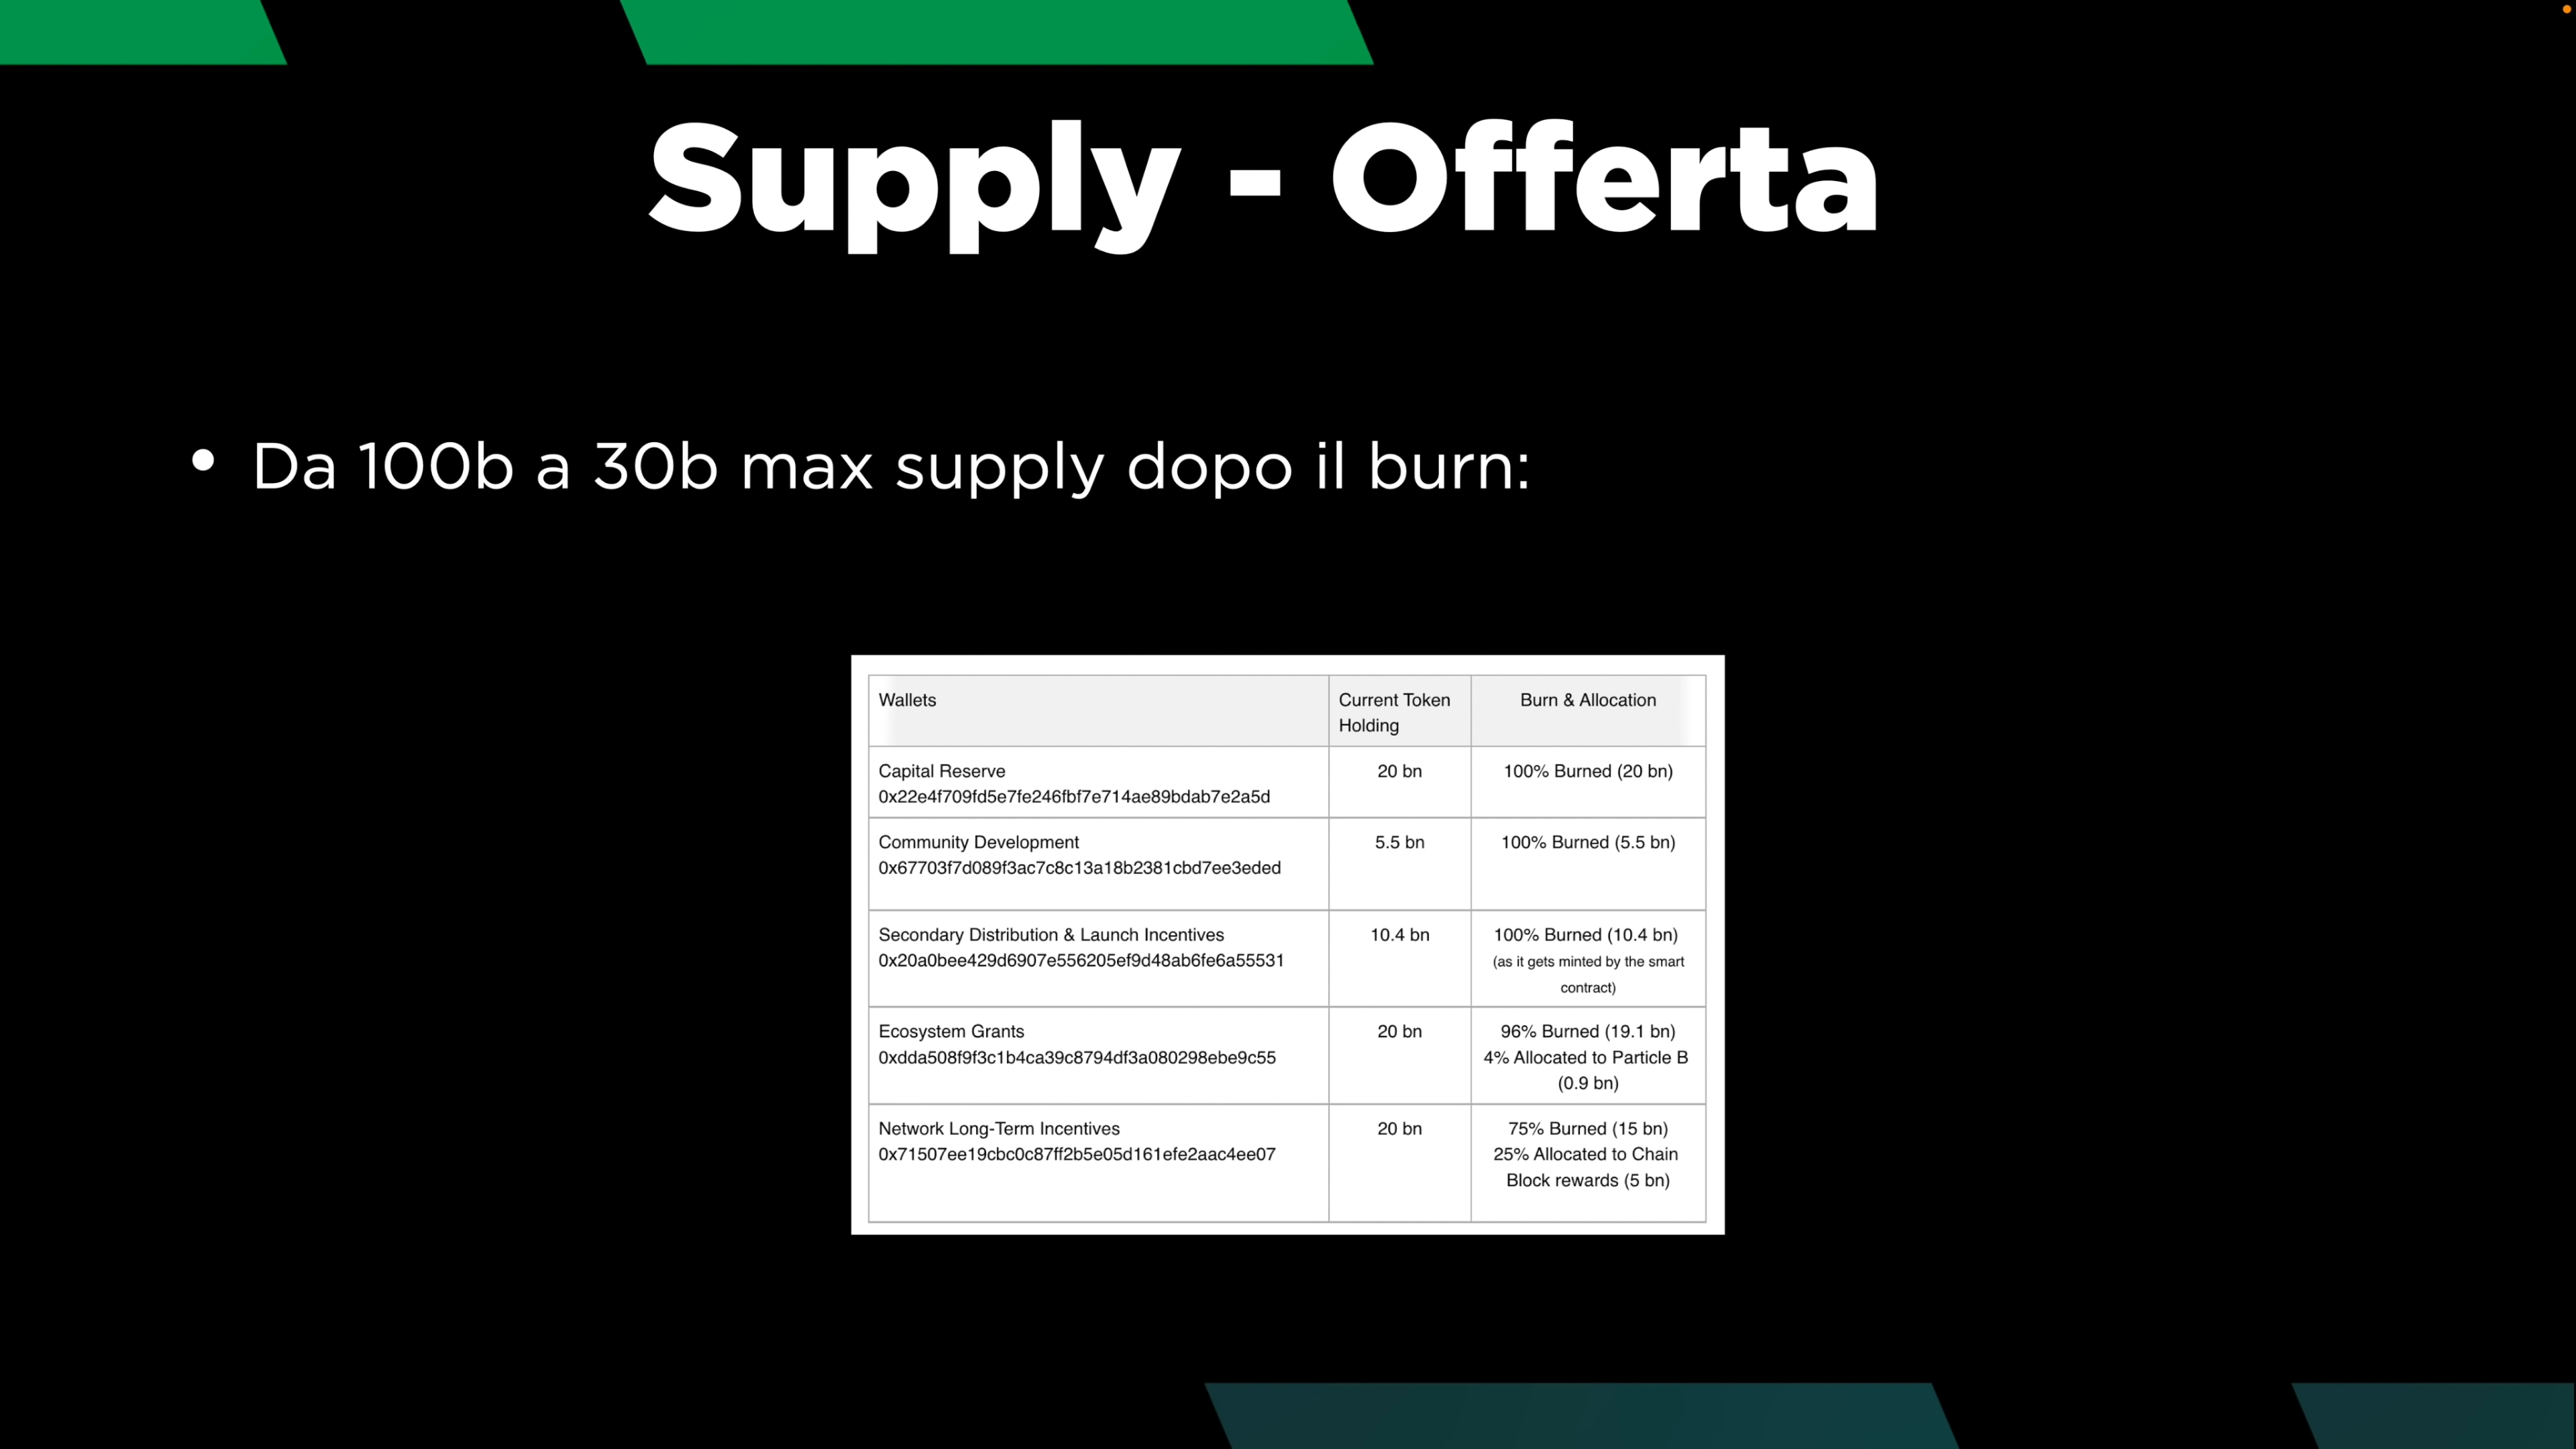 Supply - Offerta
• Da 100b a 30b max supply dopo il burn:
Wallets
Current Token
Holding
Burn & Allocation
Capital Reserve
0x22e4f709fd5e7fe246fbf7e714ae89bdab7e2a5d
20 bn
100% Burned (20 bn)
Community Development
0x67703f7d089f3ac7c8c13a18b2381cbd7ee3eded
5.5 bn
100% Burned (5.5 bn)
Secondary Distribution & Launch Incentives
0x20a0bee429d6907e556205ef9d48ab6fe6a55531
10.4 bn
100% Burned (10.4 bn)
(as it gets minted by the smart
contract)
Ecosystem Grants
0xdda508f9f3c1b4ca39c8794df3a080298ebe9c55
20 bn
96% Burned (19.1 bn)
4% Allocated to Particle B
(0.9 bn)
Network Long-Term Incentives
0x71507ee19cbc0c87ff2b5e05d161efe2aac4ee07
20 bn
75% Burned (15 bn)
25% Allocated to Chain
Block rewards (5 bn)